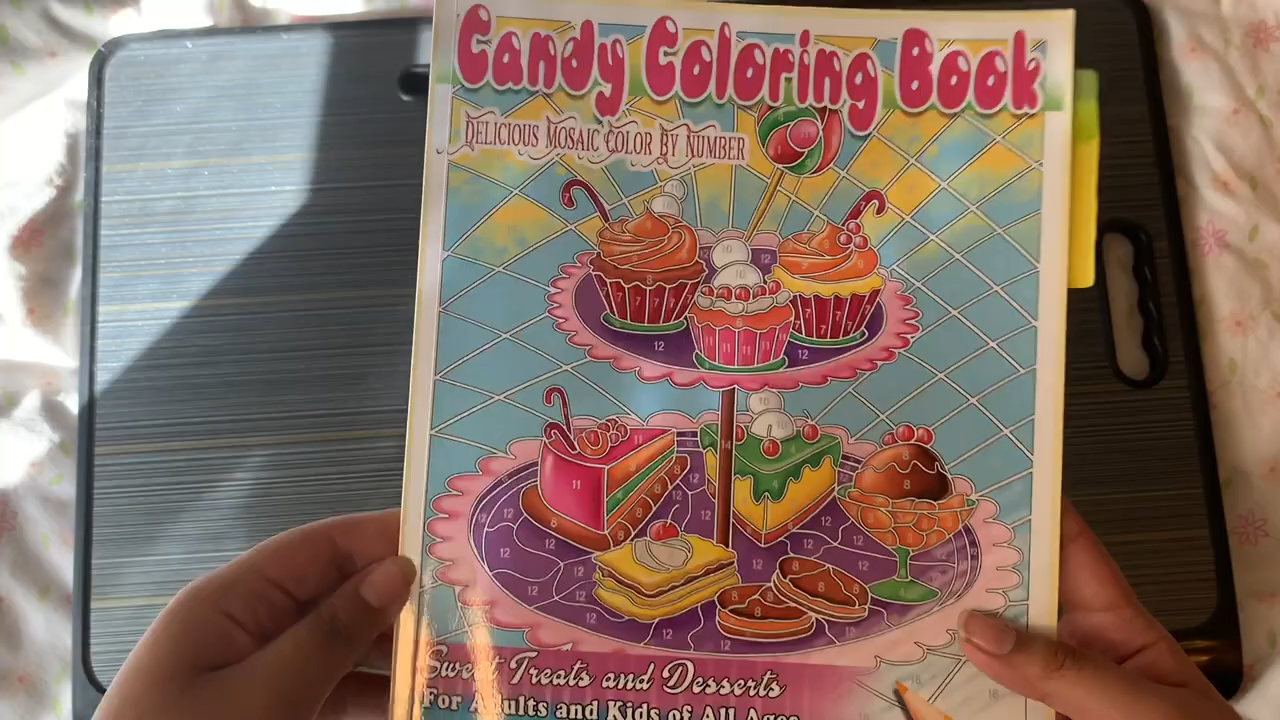 Candy Coloring Book
DELICIOUS MOSAIC COLOR BY NUMBER
Sweet Treats and Desserts
For Adults and Kids of All Ages